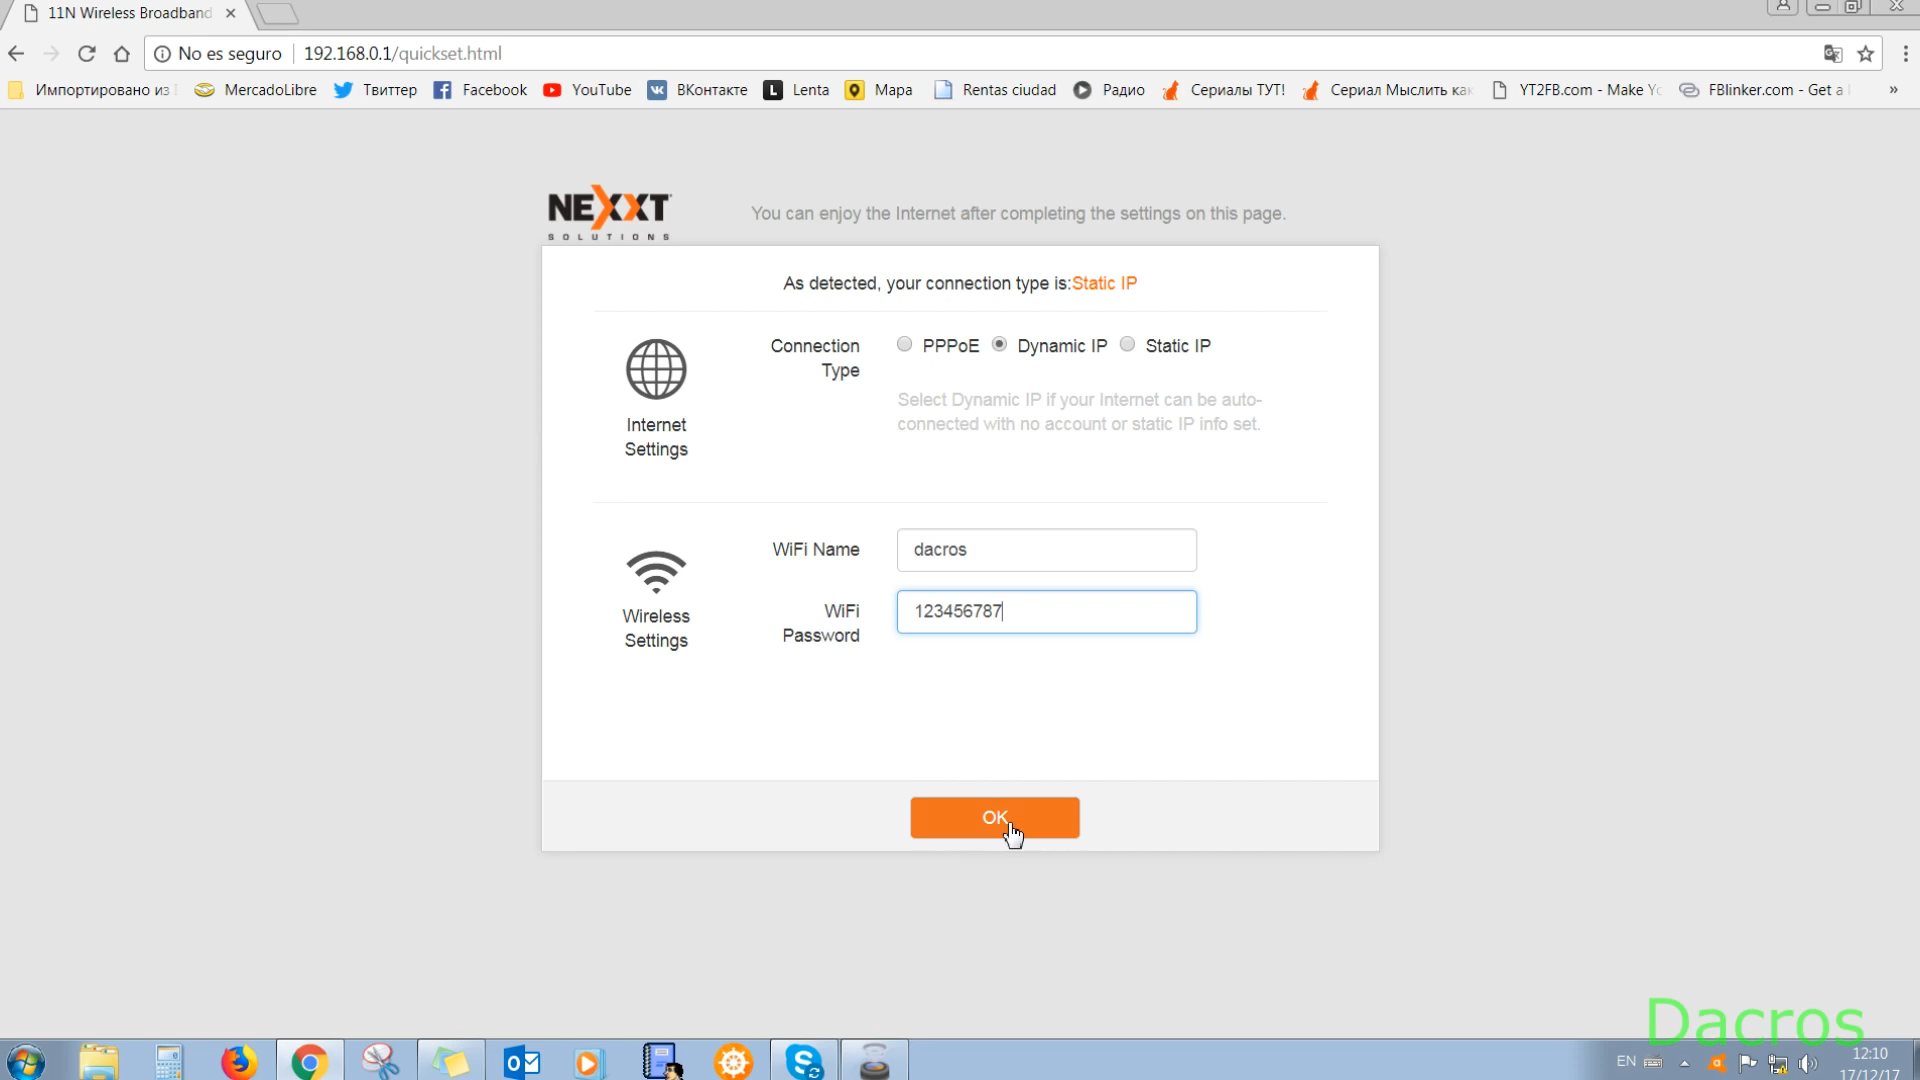 11N Wireless Broadband
No es seguro 192.168.0.1/quickset.html
Импортировано из MercadoLibre Твиттер Facebook YouTube ВКонтакте Lenta Мара Rentas ciudad Радио Сериалы ТУТ! Сериал Мыслить как YT2FB.com - Make Yo FBlinker.com - Get a »
NEXXT
SOLUTIONS
You can enjoy the Internet after completing the settings on this page.
As detected, your connection type is:Static IP
Connection Type
PPPoE Dynamic IP Static IP
Select Dynamic IP if your Internet can be auto-
connected with no account or static IP info set.
Internet
Settings
WiFi Name dacros
WiFi Password 123456787
Wireless
Settings
OK
Dacros
EN 12:10
17/12/17